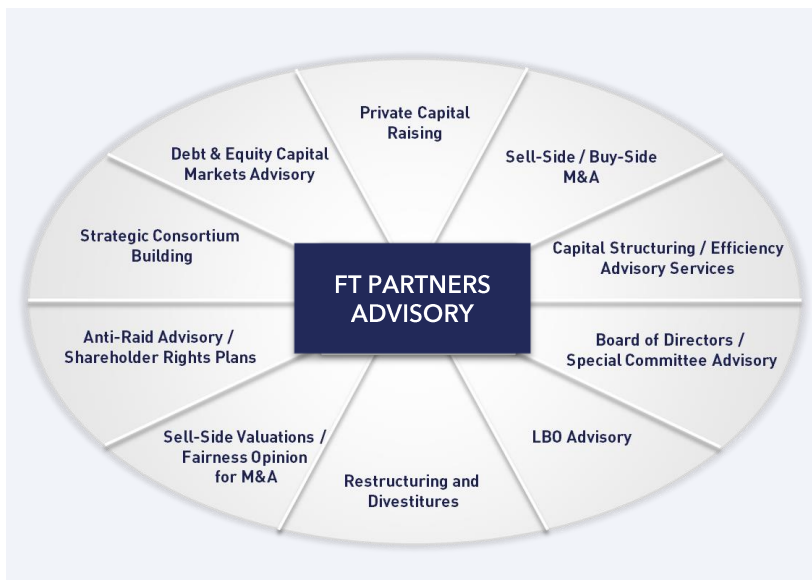 Private Capital
Raising
Sell-Side / Buy-Side
M&A
Capital Structuring / Efficiency
Advisory Services
Board of Directors /
Special Committee Advisory
LBO Advisory
Restructuring and
Divestitures
Sell-Side Valuations /
Fairness Opinion
for M&A
Anti-Raid Advisory /
Shareholder Rights Plans
Strategic Consortium
Building
Debt & Equity Capital
Markets Advisory
FT PARTNERS
ADVISORY